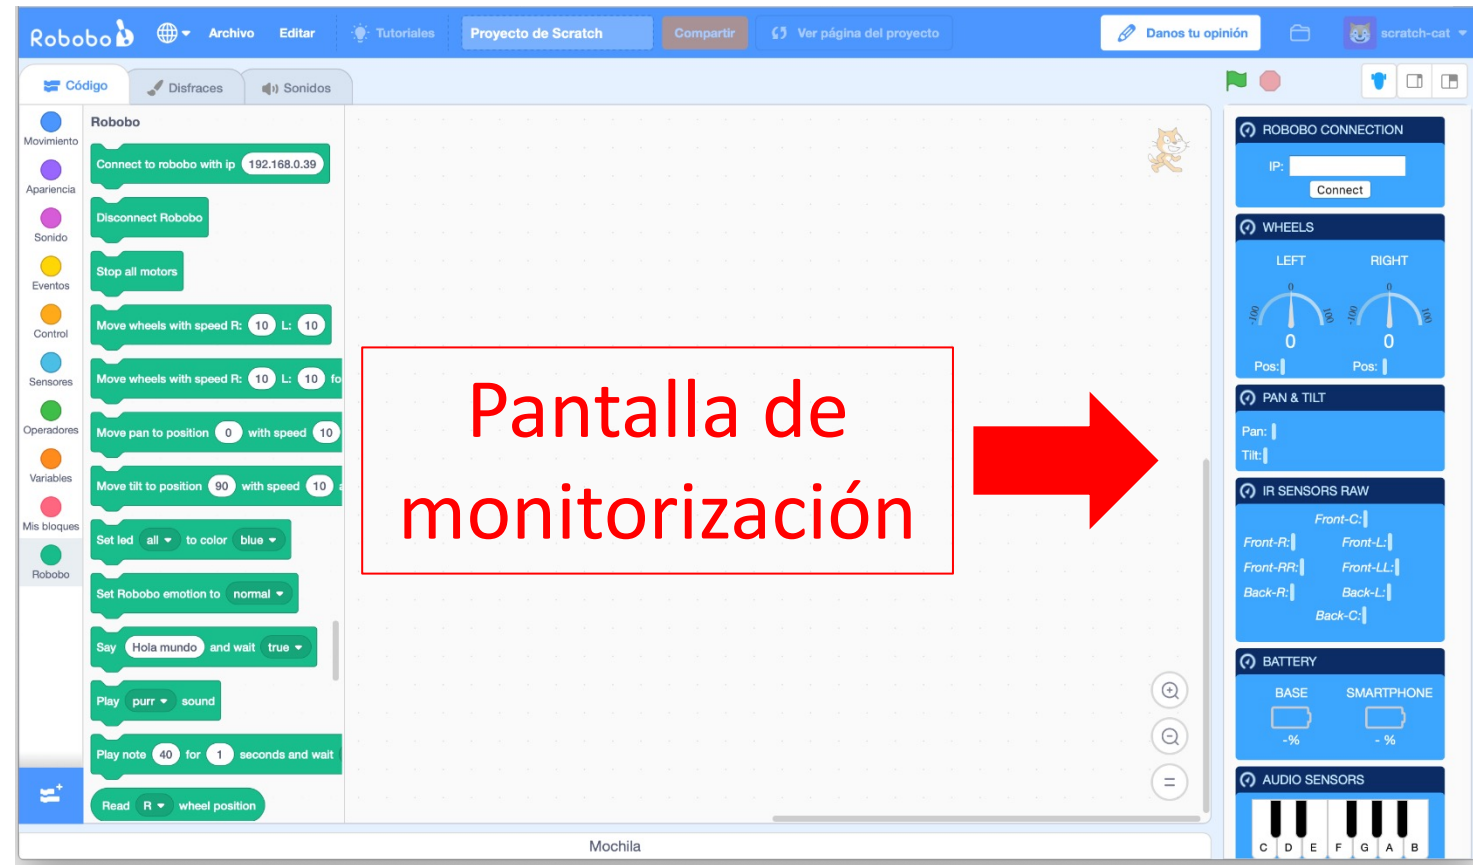 Robobo
Archivo
Editar
Tutoriales
Proyecto de Scratch
Compartir
Ver página del proyecto
Danos tu opinión
scratch-cat
Código
Disfraces
Sonidos
Movimiento
Apariencia
Sonido
Eventos
Control
Sensores
Operadores
Variables
Mis bloques
Robobo
Robobo
Connect to robobo with ip 192.168.0.39
Disconnect Robobo
Stop all motors
Move wheels with speed R: 10 L: 10
Move wheels with speed R: 10 L: 10 fo
Move pan to position 0 with speed 10
Move tilt to position 90 with speed 10 a
Set led all to color blue
Set Robobo emotion to normal
Say Hola mundo and wait true
Play purr sound
Play note 40 for 1 seconds and wait
Read R wheel position
Pantalla de
monitorización
ROBOBO CONNECTION
IP:
Connect
WHEELS
LEFT RIGHT
0 0
-100 100 -100 100
0 0
Pos: Pos:
PAN & TILT
Pan:
Tilt:
IR SENSORS RAW
Front-C:
Front-R: Front-L:
Front-RR: Front-LL:
Back-R: Back-L:
Back-C:
BATTERY
BASE SMARTPHONE
-% - %
AUDIO SENSORS
C D E F G A B
Mochila